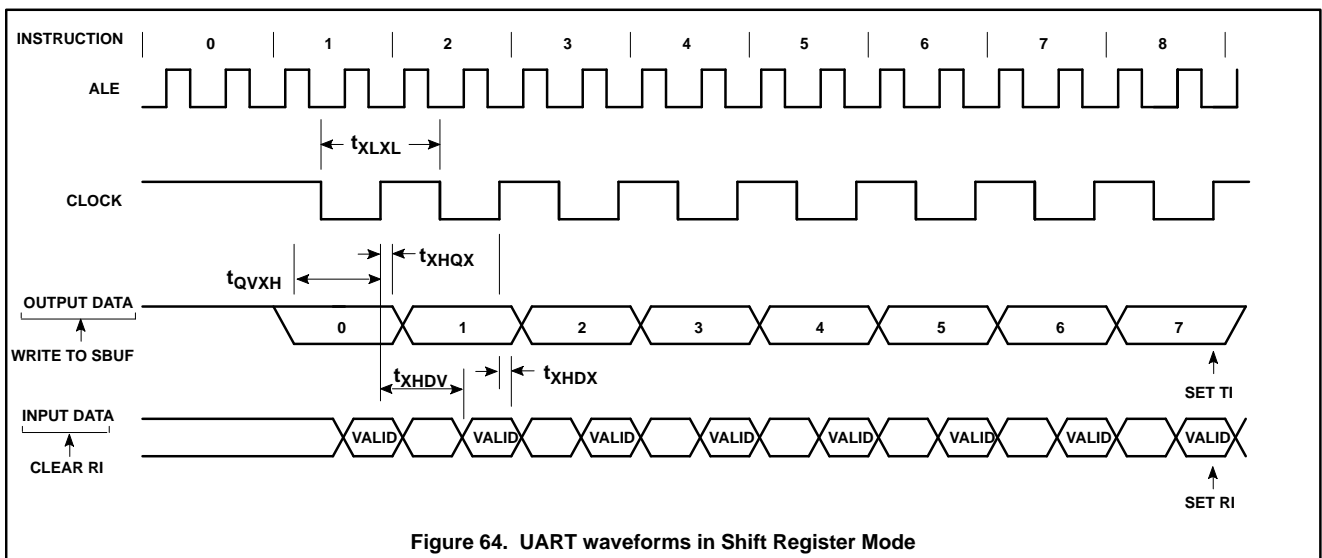 INSTRUCTION 0 1 2 3 4 5 6 7 8
ALE
tXLXL
CLOCK
tXHQX
tQVXH
OUTPUT DATA
0 1 2 3 4 5 6 7
WRITE TO SBUF
tXHDV
tXHDX
SET TI
INPUT DATA
VALID VALID VALID VALID VALID VALID VALID VALID
CLEAR RI
SET RI
Figure 64. UART waveforms in Shift Register Mode